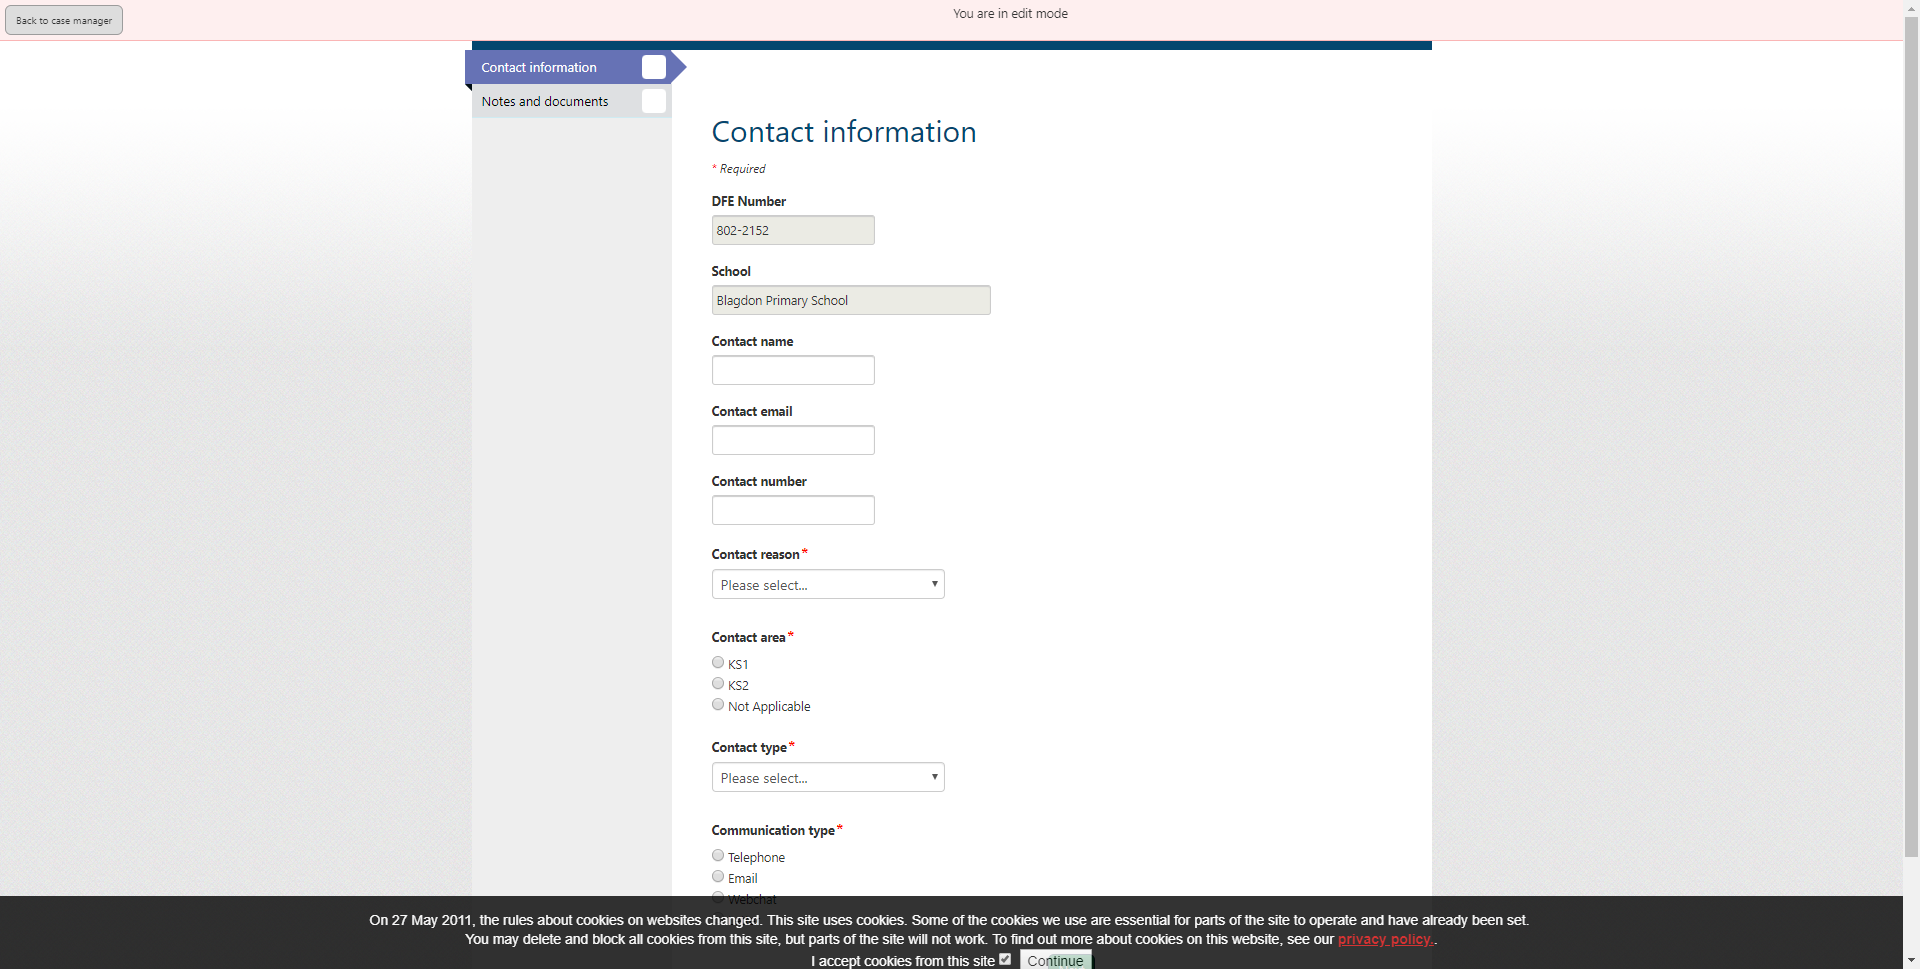 Back to case manager
You are in edit mode
Contact information
Notes and documents
Contact information
* Required
DFE Number
802-2152
School
Blagdon Primary School
Contact name
Contact email
Contact number
Contact reason*
Please select...
Contact area*
KS1
KS2
Not Applicable
Contact type*
Please select...
Communication type*
Telephone
Email
Webchat
On 27 May 2011, the rules about cookies on websites changed. This site uses cookies. Some of the cookies we use are essential for parts of the site to operate and have already been set.
You may delete and block all cookies from this site, but parts of the site will not work. To find out more about cookies on this website, see our privacy policy..
I accept cookies from this site Continue